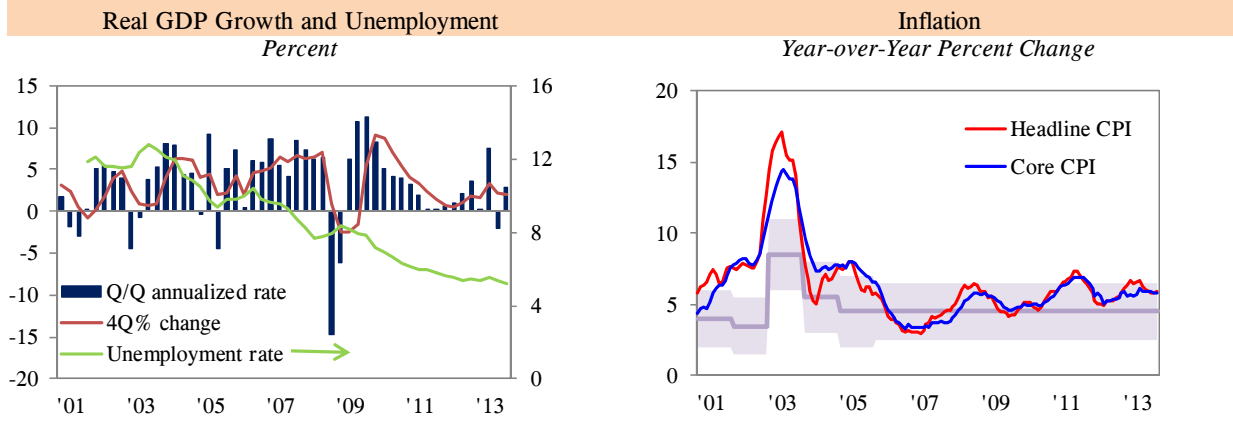 Real GDP Growth and Unemployment
Percent
15
10
5
0
-5
-10
-15
-20
16
12
8
4
0
Q/Q annualized rate
4Q% change
Unemployment rate
'01 '03 '05 '07 '09 '11 '13
Inflation
Year-over-Year Percent Change
20
15
10
5
0
Headline CPI
Core CPI
'01 '03 '05 '07 '09 '11 '13